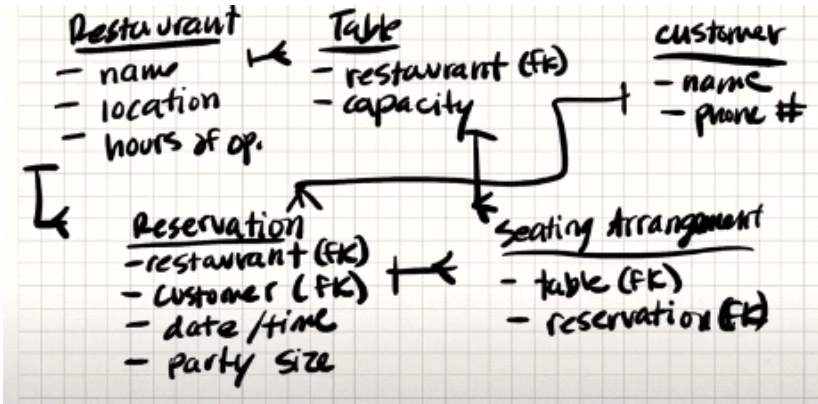 Restaurant
- name
- location
- hours of op.
Table
- restaurant (FK)
- capacity
customer
- name
- phone #
Reservation
- restaurant (FK)
- customer (FK)
- date/time
- party size
Seating Arrangement
- table (FK)
- reservation (FK)